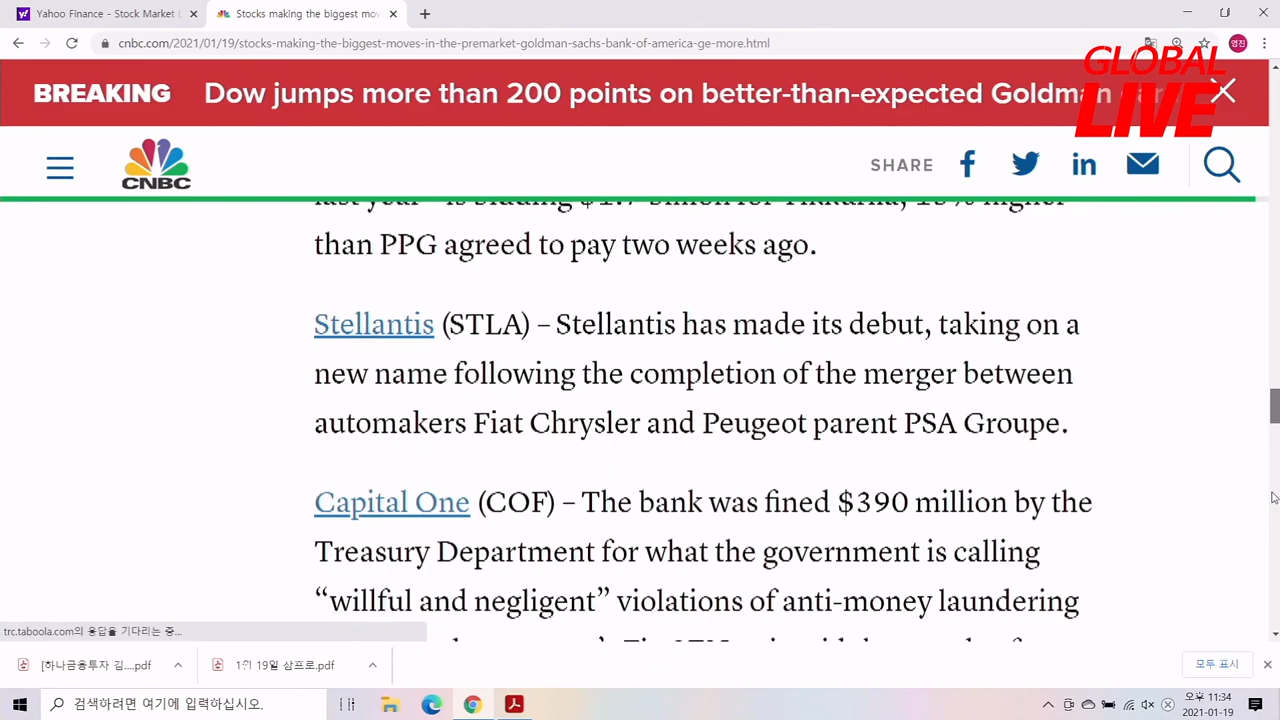 Yahoo Finance - Stock Market L
Stocks making the biggest mov
cnbc.com/2021/01/19/stocks-making-the-biggest-moves-in-the-premarket-goldman-sachs-bank-of-america-ge-more.html
영진
GLOBAL
LIVE
BREAKING Dow jumps more than 200 points on better-than-expected Goldman
CNBC
SHARE
than PPG agreed to pay two weeks ago.
Stellantis (STLA) – Stellantis has made its debut, taking on a
new name following the completion of the merger between
automakers Fiat Chrysler and Peugeot parent PSA Groupe.
Capital One (COF) – The bank was fined $390 million by the
Treasury Department for what the government is calling
“willful and negligent” violations of anti-money laundering
trc.taboola.com의 응답을 기다리는 중...
[하나금융투자 김....pdf
1월 19일 삼프로.pdf
모두 표시
검색하려면 여기에 입력하십시오.
오후 11:34
2021-01-19